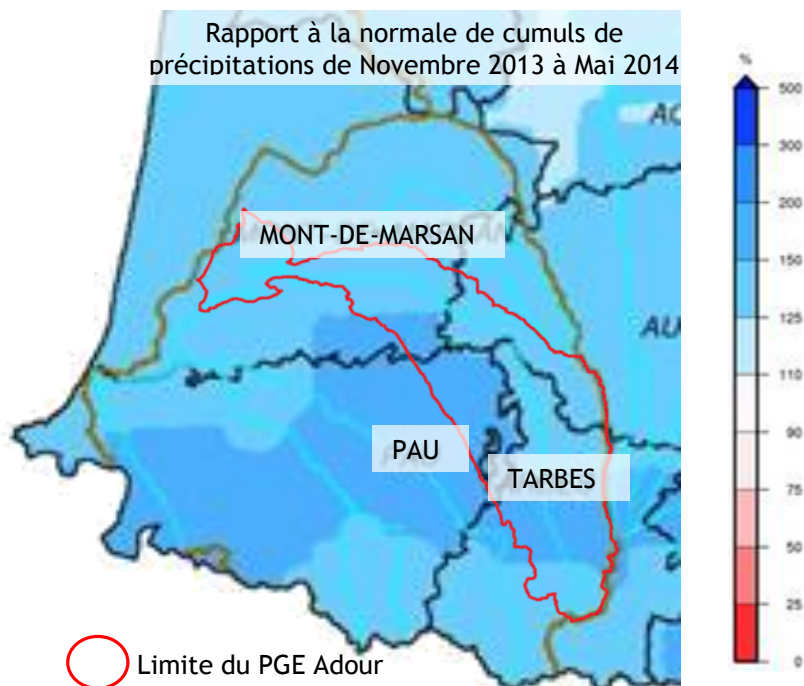 Rapport à la normale de cumuls de
précipitations de Novembre 2013 à Mai 2014
%
500
300
200
150
125
110
90
75
50
25
0
MONT-DE-MARSAN
PAU
TARBES
Limite du PGE Adour